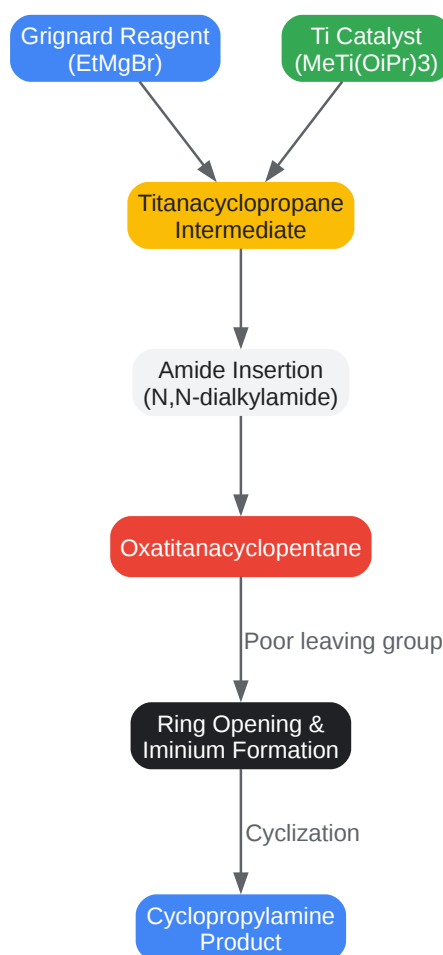 Grignard Reagent
(EtMgBr)
Ti Catalyst
(MeTi(OiPr)3)
Titanacyclopropane
Intermediate
Amide Insertion
(N,N-dialkylamide)
Oxatitanacyclopentane
Poor leaving group
Ring Opening &
Iminium Formation
Cyclization
Cyclopropylamine
Product